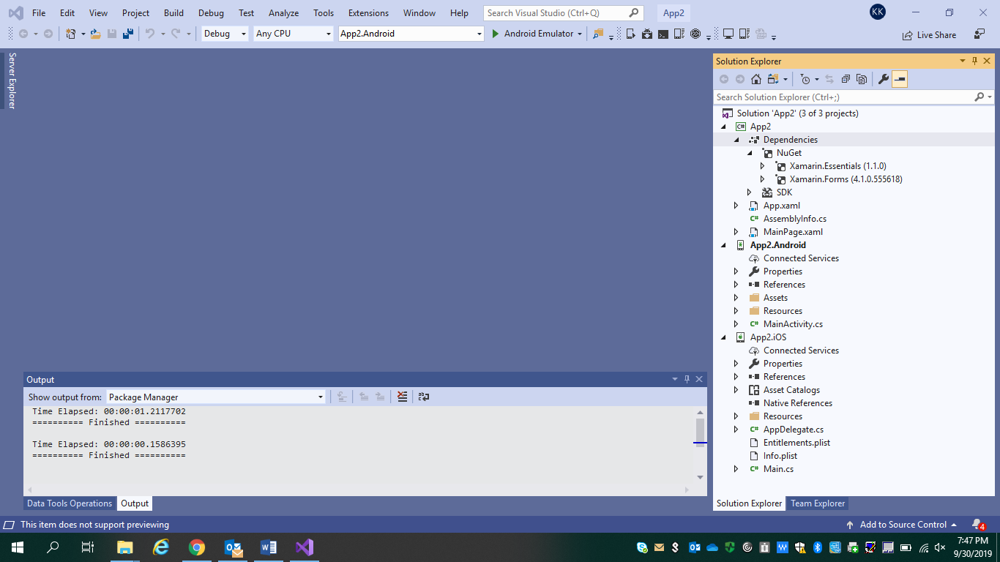 File Edit View Project Build Debug Test Analyze Tools Extensions Window Help Search Visual Studio (Ctrl+Q) App2 KK
Debug Any CPU App2.Android Android Emulator Live Share
Server Explorer
Solution Explorer
Search Solution Explorer (Ctrl+;)
Solution 'App2' (3 of 3 projects)
C# App2
Dependencies
NuGet
Xamarin.Essentials (1.1.0)
Xamarin.Forms (4.1.0.555618)
SDK
App.xaml
C# AssemblyInfo.cs
MainPage.xaml
App2.Android
Connected Services
Properties
References
Assets
Resources
C# MainActivity.cs
App2.iOS
Connected Services
Properties
References
Asset Catalogs
Native References
Resources
C# AppDelegate.cs
Entitlements.plist
Info.plist
C# Main.cs
Solution Explorer Team Explorer
Output
Show output from: Package Manager
Time Elapsed: 00:00:01.2117702
========== Finished ==========
Time Elapsed: 00:00:00.1586395
========== Finished ==========
Data Tools Operations Output
This item does not support previewing Add to Source Control 4
7:47 PM
9/30/2019